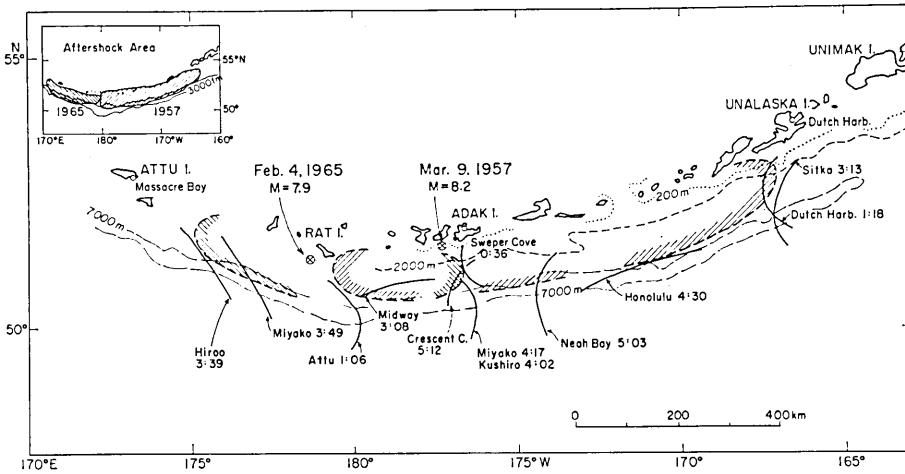 N
55°
50°
Aftershock Area
55°N
50°
3000fm
1965
1957
170°E
180°
170°W
160°
UNIMAK I.
UNALASKA I.
Dutch Harb.
ATTU I.
Massacre Bay
Feb. 4, 1965
M = 7.9
Mar. 9. 1957
M = 8.2
RAT I.
ADAK I.
Sweper Cove
0:36
200m
2000m
7000m
7000m
Sitka 3:13
Dutch Harb. 1:18
Honolulu 4:30
Neah Bay 5:03
Miyako 4:17
Kushiro 4:02
Crescent C.
5:12
Midway
3:08
Attu 1:06
Miyako 3:49
Hiroo
3:39
0
200
400km
170°E
175°
180°
175°W
170°
165°